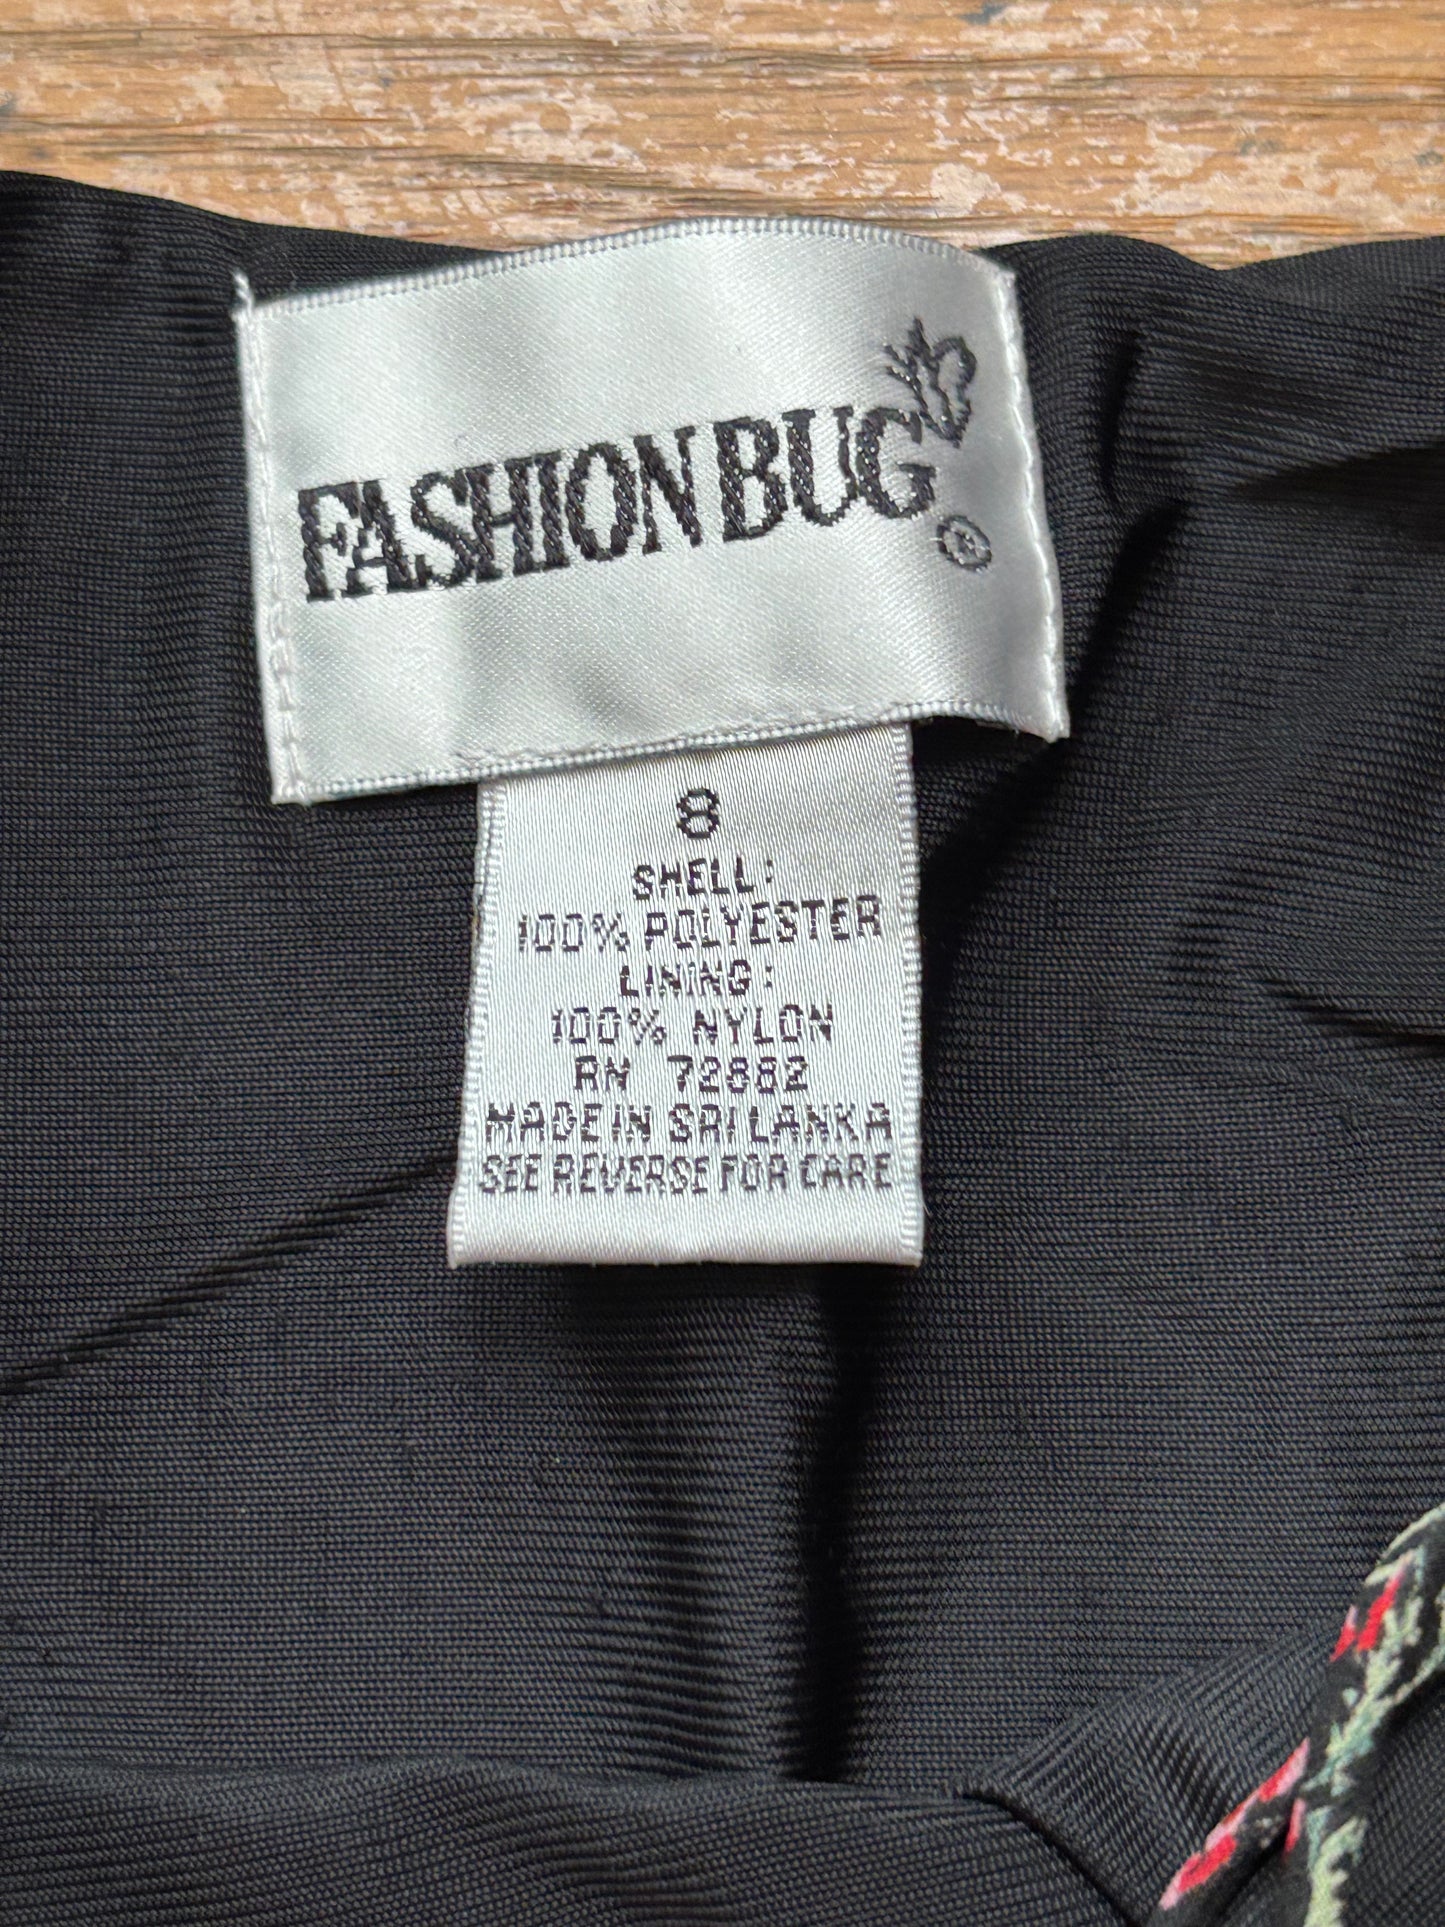 FASHION BUG ®
8
SHELL:
100% POLYESTER
LINING:
100% NYLON
RN 72882
MADE IN SRI LANKA
SEE REVERSE FOR CARE